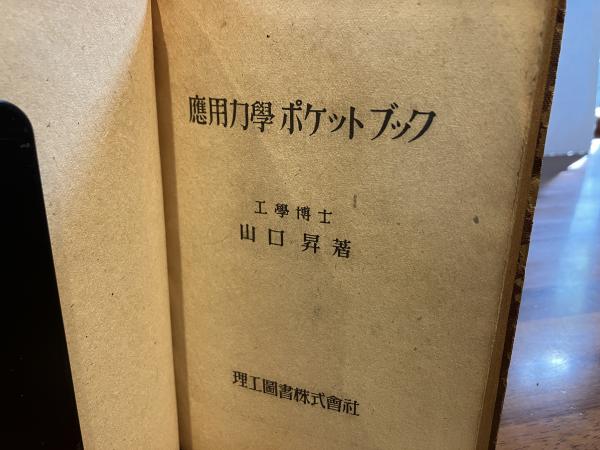 應用力學 ポケットブック
工學博士
山口昇著
理工圖書株式會社